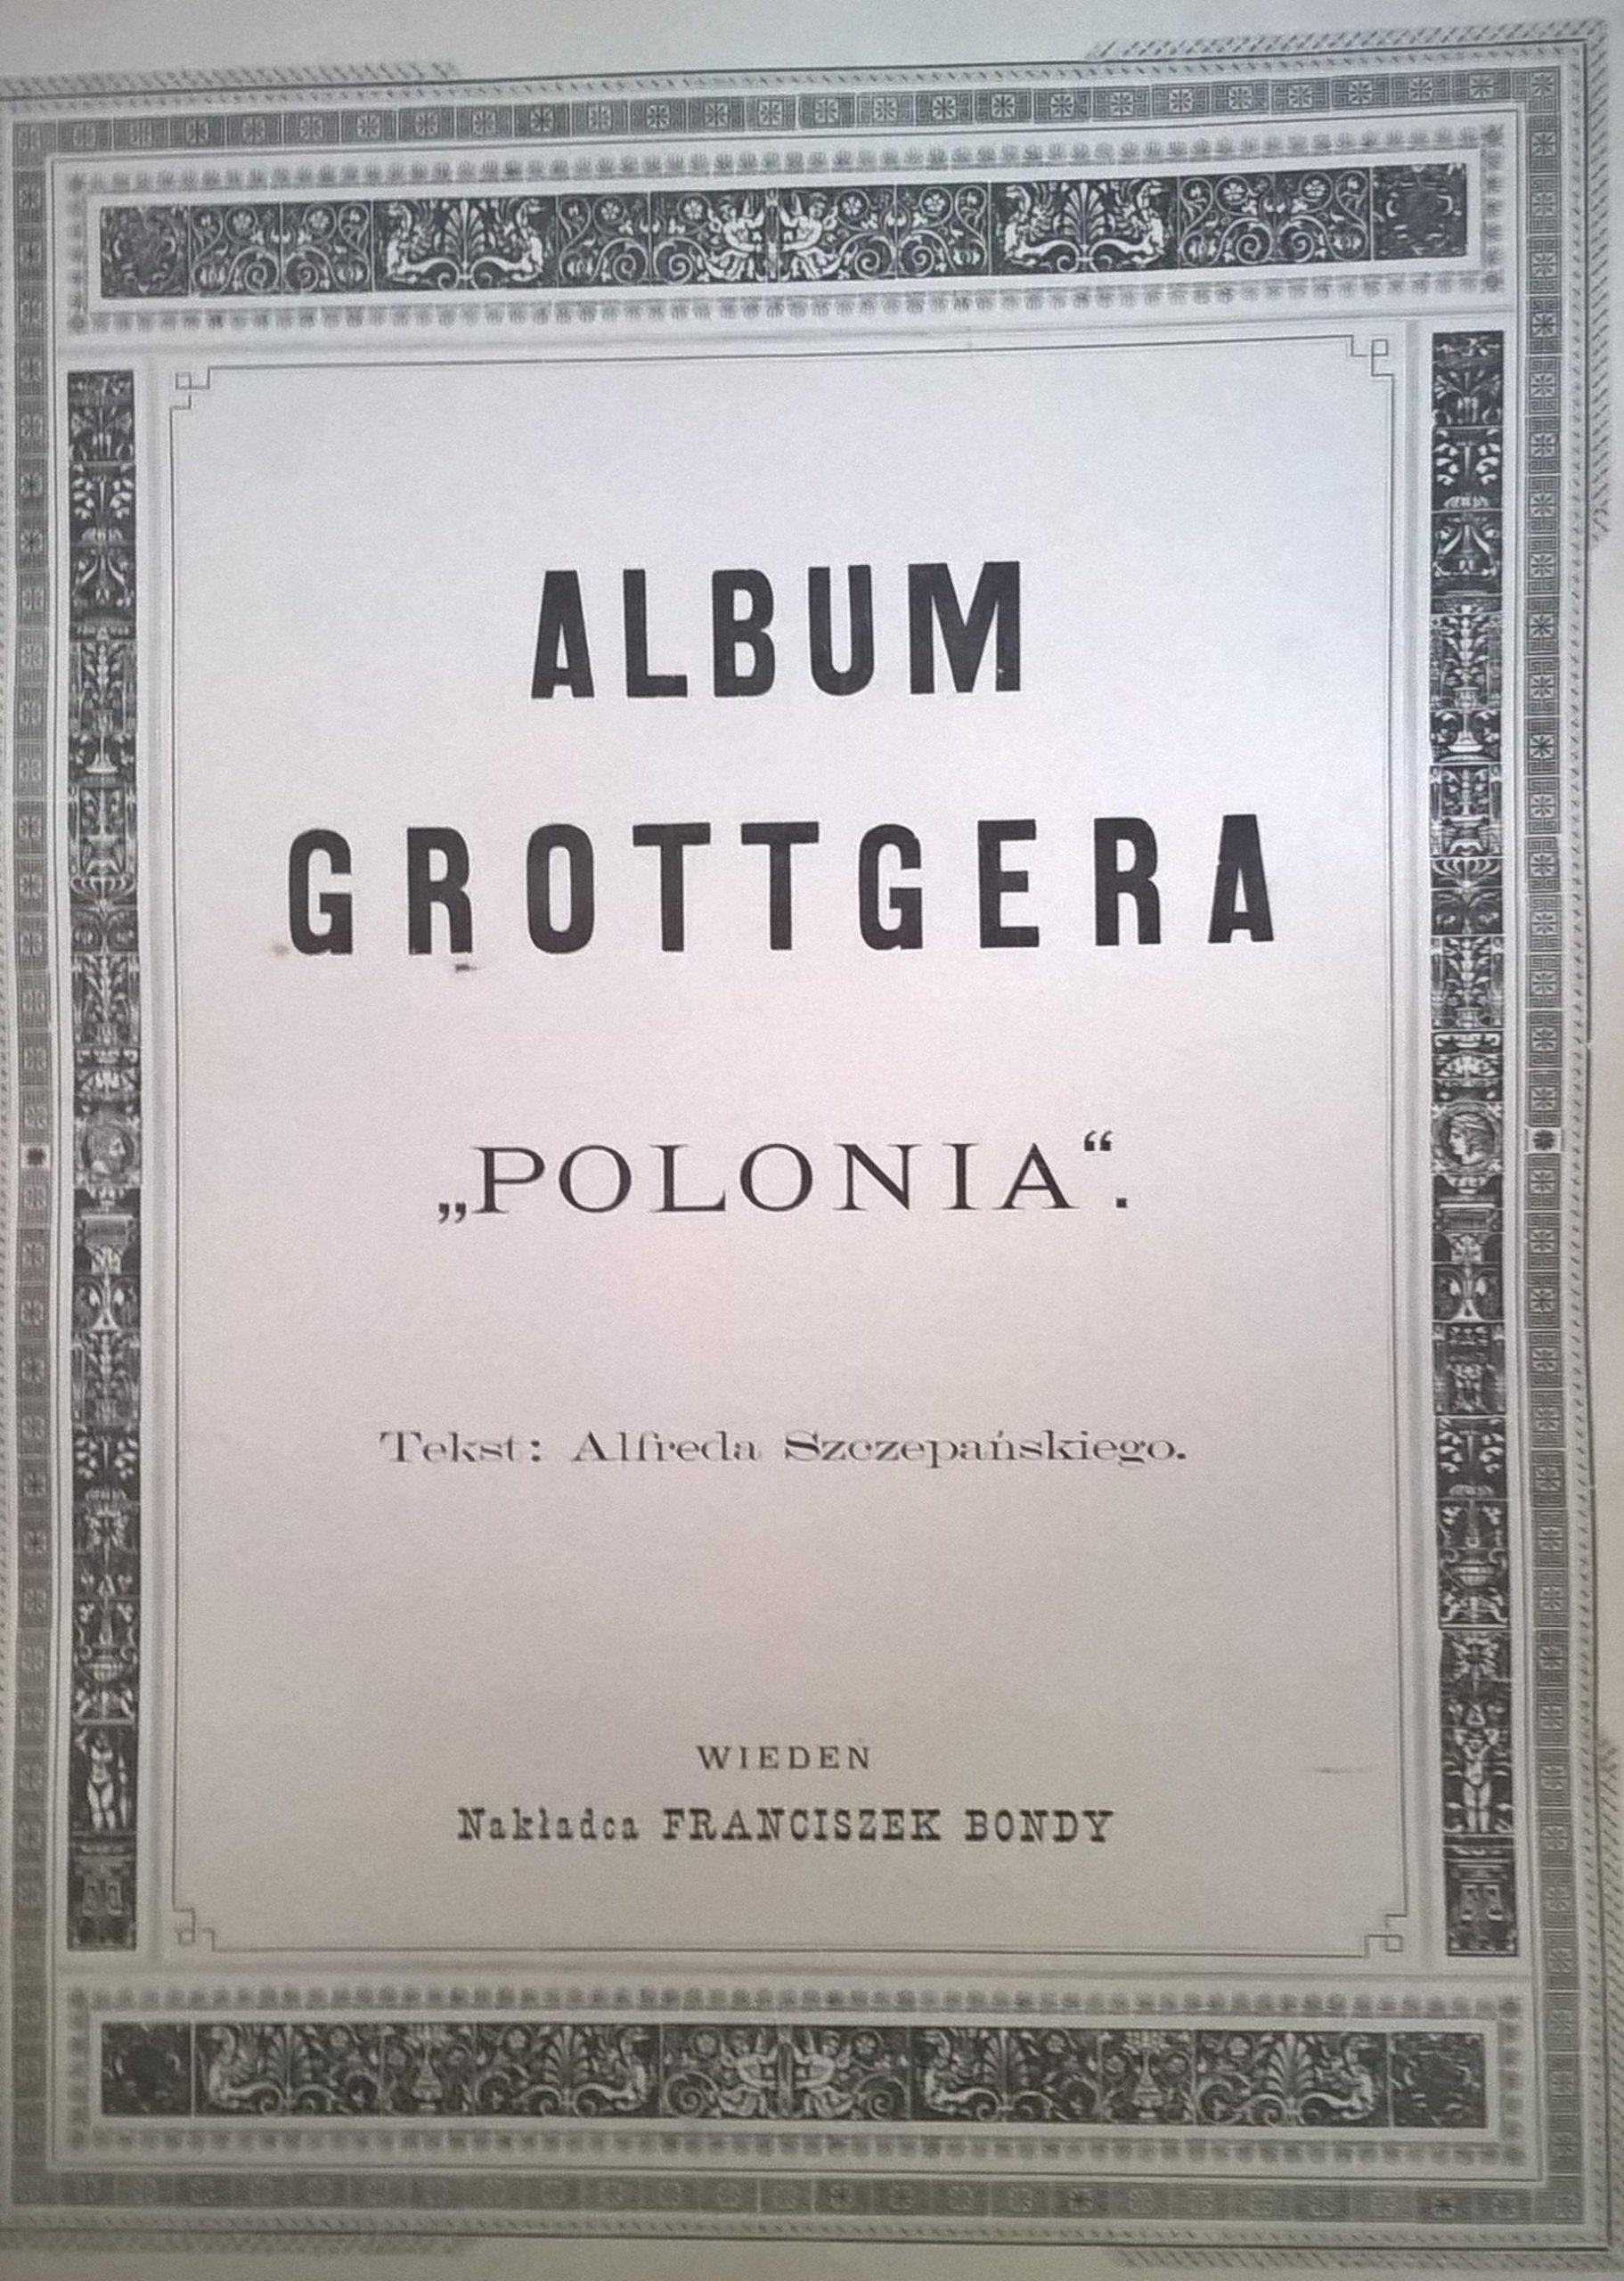 ALBUM
GROTTGERA
„POLONIA“.
Tekst: Alfreda Szczepańskiego.
WIEDEN
Nakładca FRANCISZEK BONDY